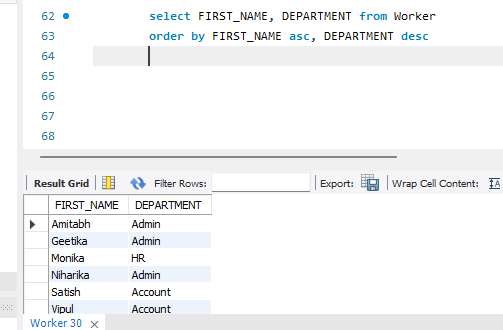 62 select FIRST_NAME, DEPARTMENT from Worker
63 order by FIRST_NAME asc, DEPARTMENT desc
64
65
66
67
68
Result Grid Filter Rows: Export: Wrap Cell Content: IA
FIRST_NAME DEPARTMENT
Amitabh Admin
Geetika Admin
Monika HR
Niharika Admin
Satish Account
Vipul Account
Worker 30 ×